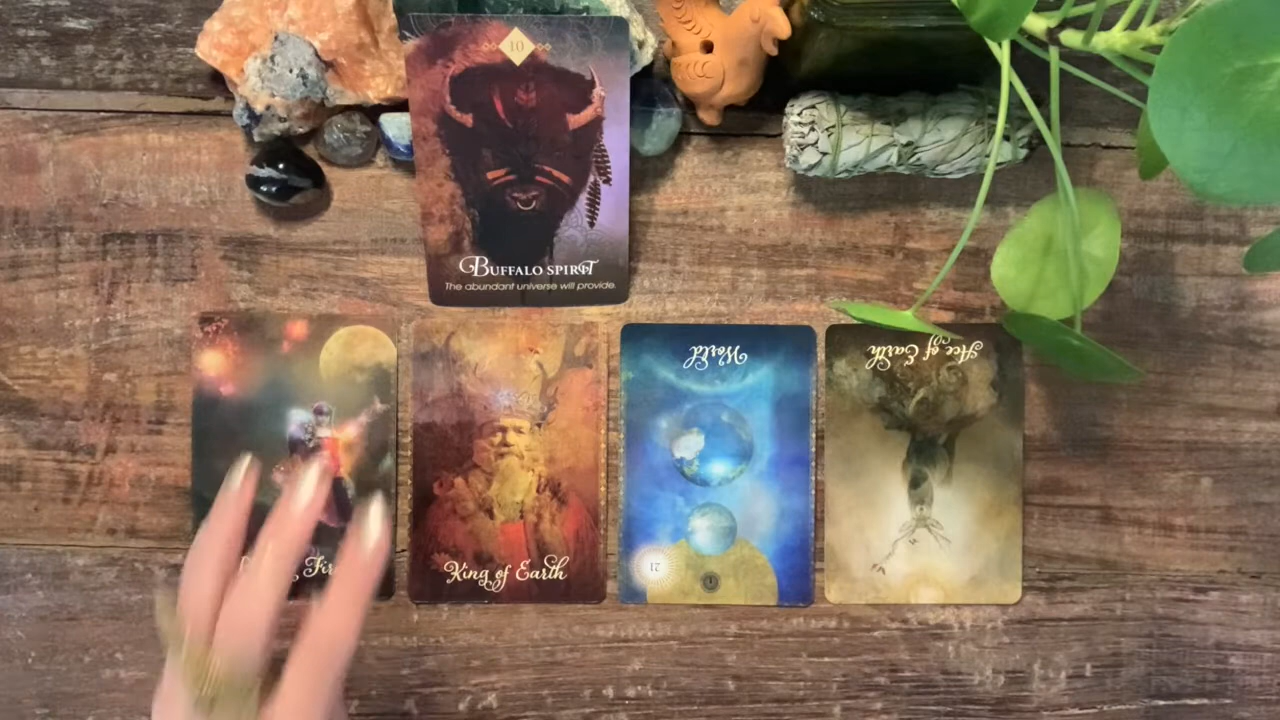 10
BUFFALO SPIRIT
The abundant universe will provide.
World
Ace of Earth
King of Earth
21